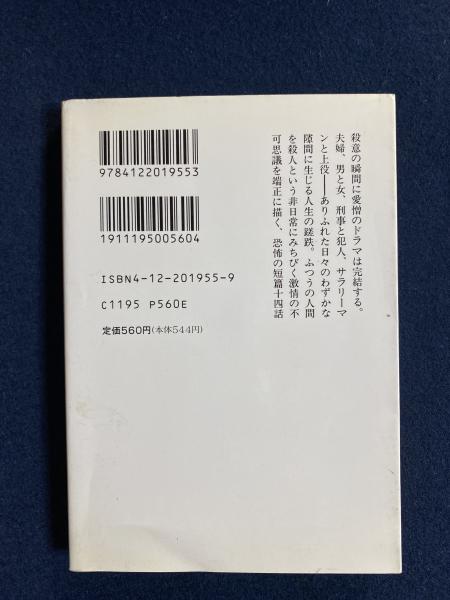 殺意の瞬間に愛憎のドラマは完結する。
夫婦、男と女、刑事と犯人、サラリーマ
ンと上役――ありふれた日々のわずかな
隙間に生じる人生の蹉跌。ふつうの人間
を殺人という非日常にみちびく激情の不
可思議を端正に描く、恐怖の短篇十四話
9784122019553
1911195005604
ISBN4-12-201955-9
C1195 P560E
定価560円(本体544円)